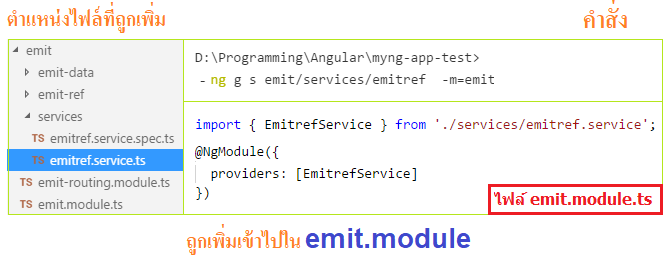 ตำแหน่งไฟล์ที่ถูกเพิ่ม
คำสั่ง
emit
emit-data
emit-ref
services
TS emitref.service.spec.ts
TS emitref.service.ts
TS emit-routing.module.ts
TS emit.module.ts
D:\Programming\Angular\myng-app-test>
- ng g s emit/services/emitref -m=emit
import { EmitrefService } from './services/emitref.service';
@NgModule({
providers: [EmitrefService]
})
ไฟล์ emit.module.ts
ถูกเพิ่มเข้าไปใน emit.module